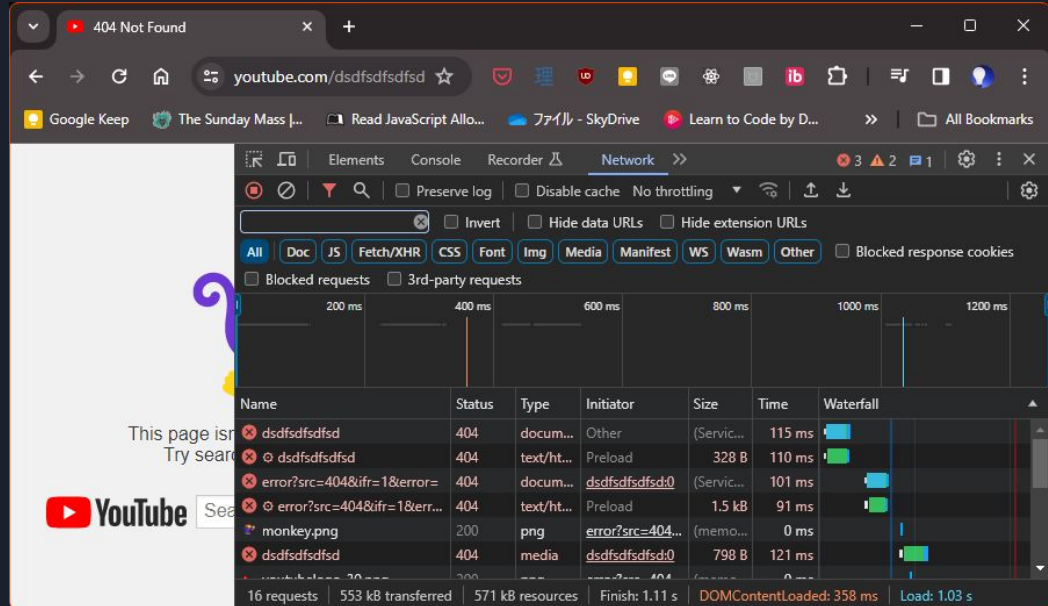 404 Not Found
youtube.com/dsdfsdfsdfsd
Google Keep The Sunday Mass |... Read JavaScript Allo... ファイル - SkyDrive Learn to Code by D... » All Bookmarks
Elements Console Recorder Network » 3 2 1
Preserve log Disable cache No throttling
Invert Hide data URLs Hide extension URLs
All Doc JS Fetch/XHR CSS Font Img Media Manifest WS Wasm Other Blocked response cookies
Blocked requests 3rd-party requests
200 ms 400 ms 600 ms 800 ms 1000 ms 1200 ms
Name Status Type Initiator Size Time Waterfall
This page isn
Try sear
YouTube Sea
dsdfsdfsdfsd 404 docum... Other (Servic... 115 ms
dsdfsdfsdfsd 404 text/ht... Preload 328 B 110 ms
error?src=404&ifr=1&error= 404 docum... dsdfsdfsdfsd:0 (Servic... 101 ms
error?src=404&ifr=1&err... 404 text/ht... Preload 1.5 kB 91 ms
monkey.png 200 png error?src=404... (memo... 0 ms
dsdfsdfsdfsd 404 media dsdfsdfsdfsd:0 798 B 121 ms
16 requests 553 kB transferred 571 kB resources Finish: 1.11 s DOMContentLoaded: 358 ms Load: 1.03 s